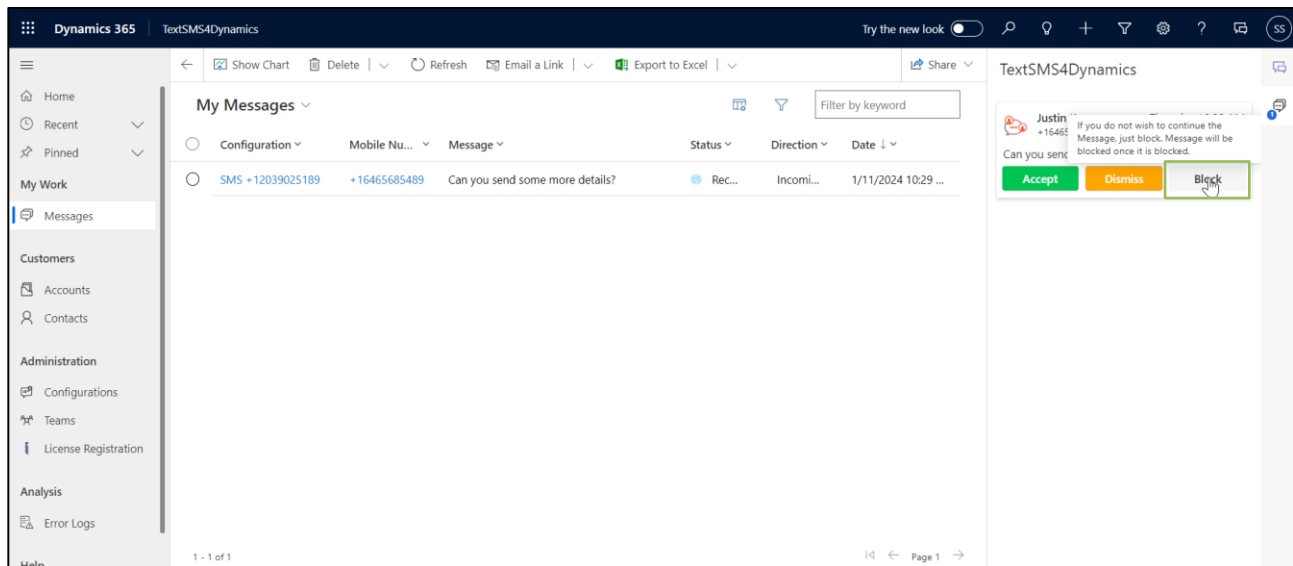 Dynamics 365 TextSMS4Dynamics Try the new look ? SS
Show Chart Delete Refresh Email a Link Export to Excel Share
TextSMS4Dynamics
Home
Recent
Pinned
My Work
Messages
Customers
Accounts
Contacts
Administration
Configurations
Teams
License Registration
Analysis
Error Logs
My Messages
Filter by keyword
Configuration Mobile Nu... Message Status Direction Date
SMS +12039025189 +16465685489 Can you send some more details? Rec... Incomi... 1/11/2024 10:29 ...
1 - 1 of 1
Page 1
Justin
+1646
If you do not wish to continue the
Message, just block. Message will be
blocked once it is blocked.
Can you send
Accept Dismiss Block
1